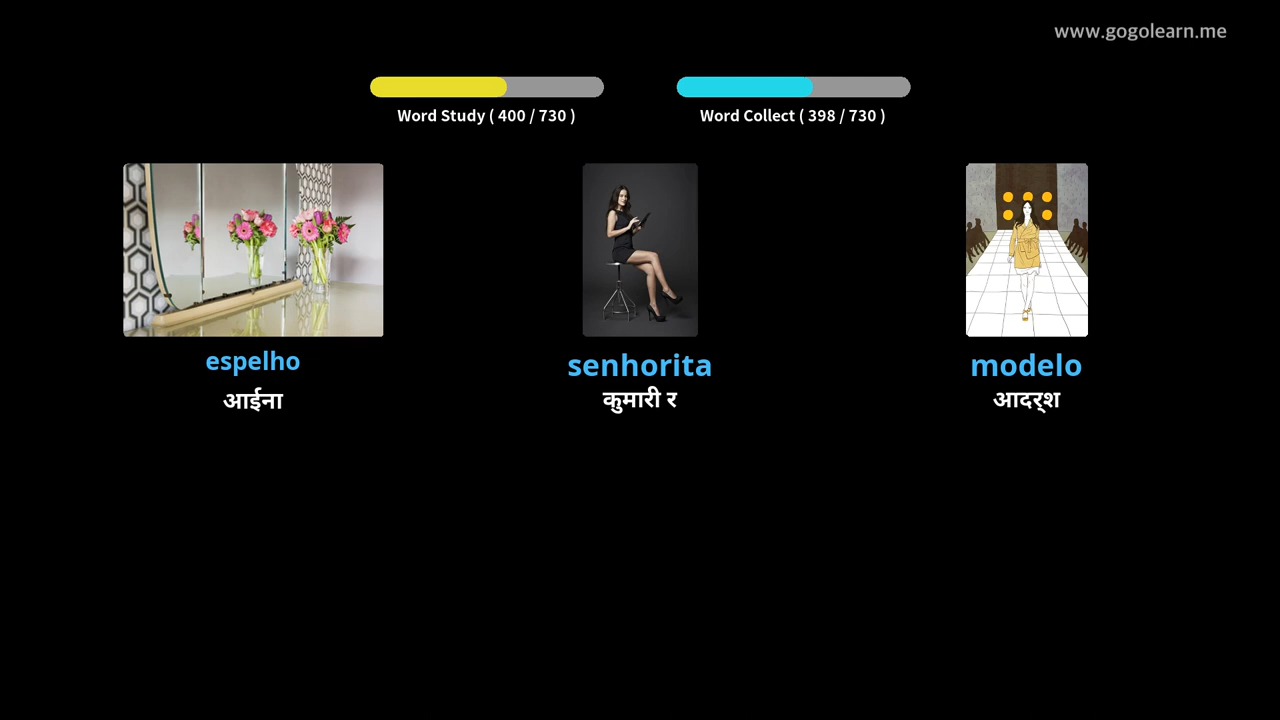 www.gogolearn.me
Word Study ( 400 / 730 )
Word Collect ( 398 / 730 )
espelho
senhorita
modelo
आईना
कुमारी र
आदर्श